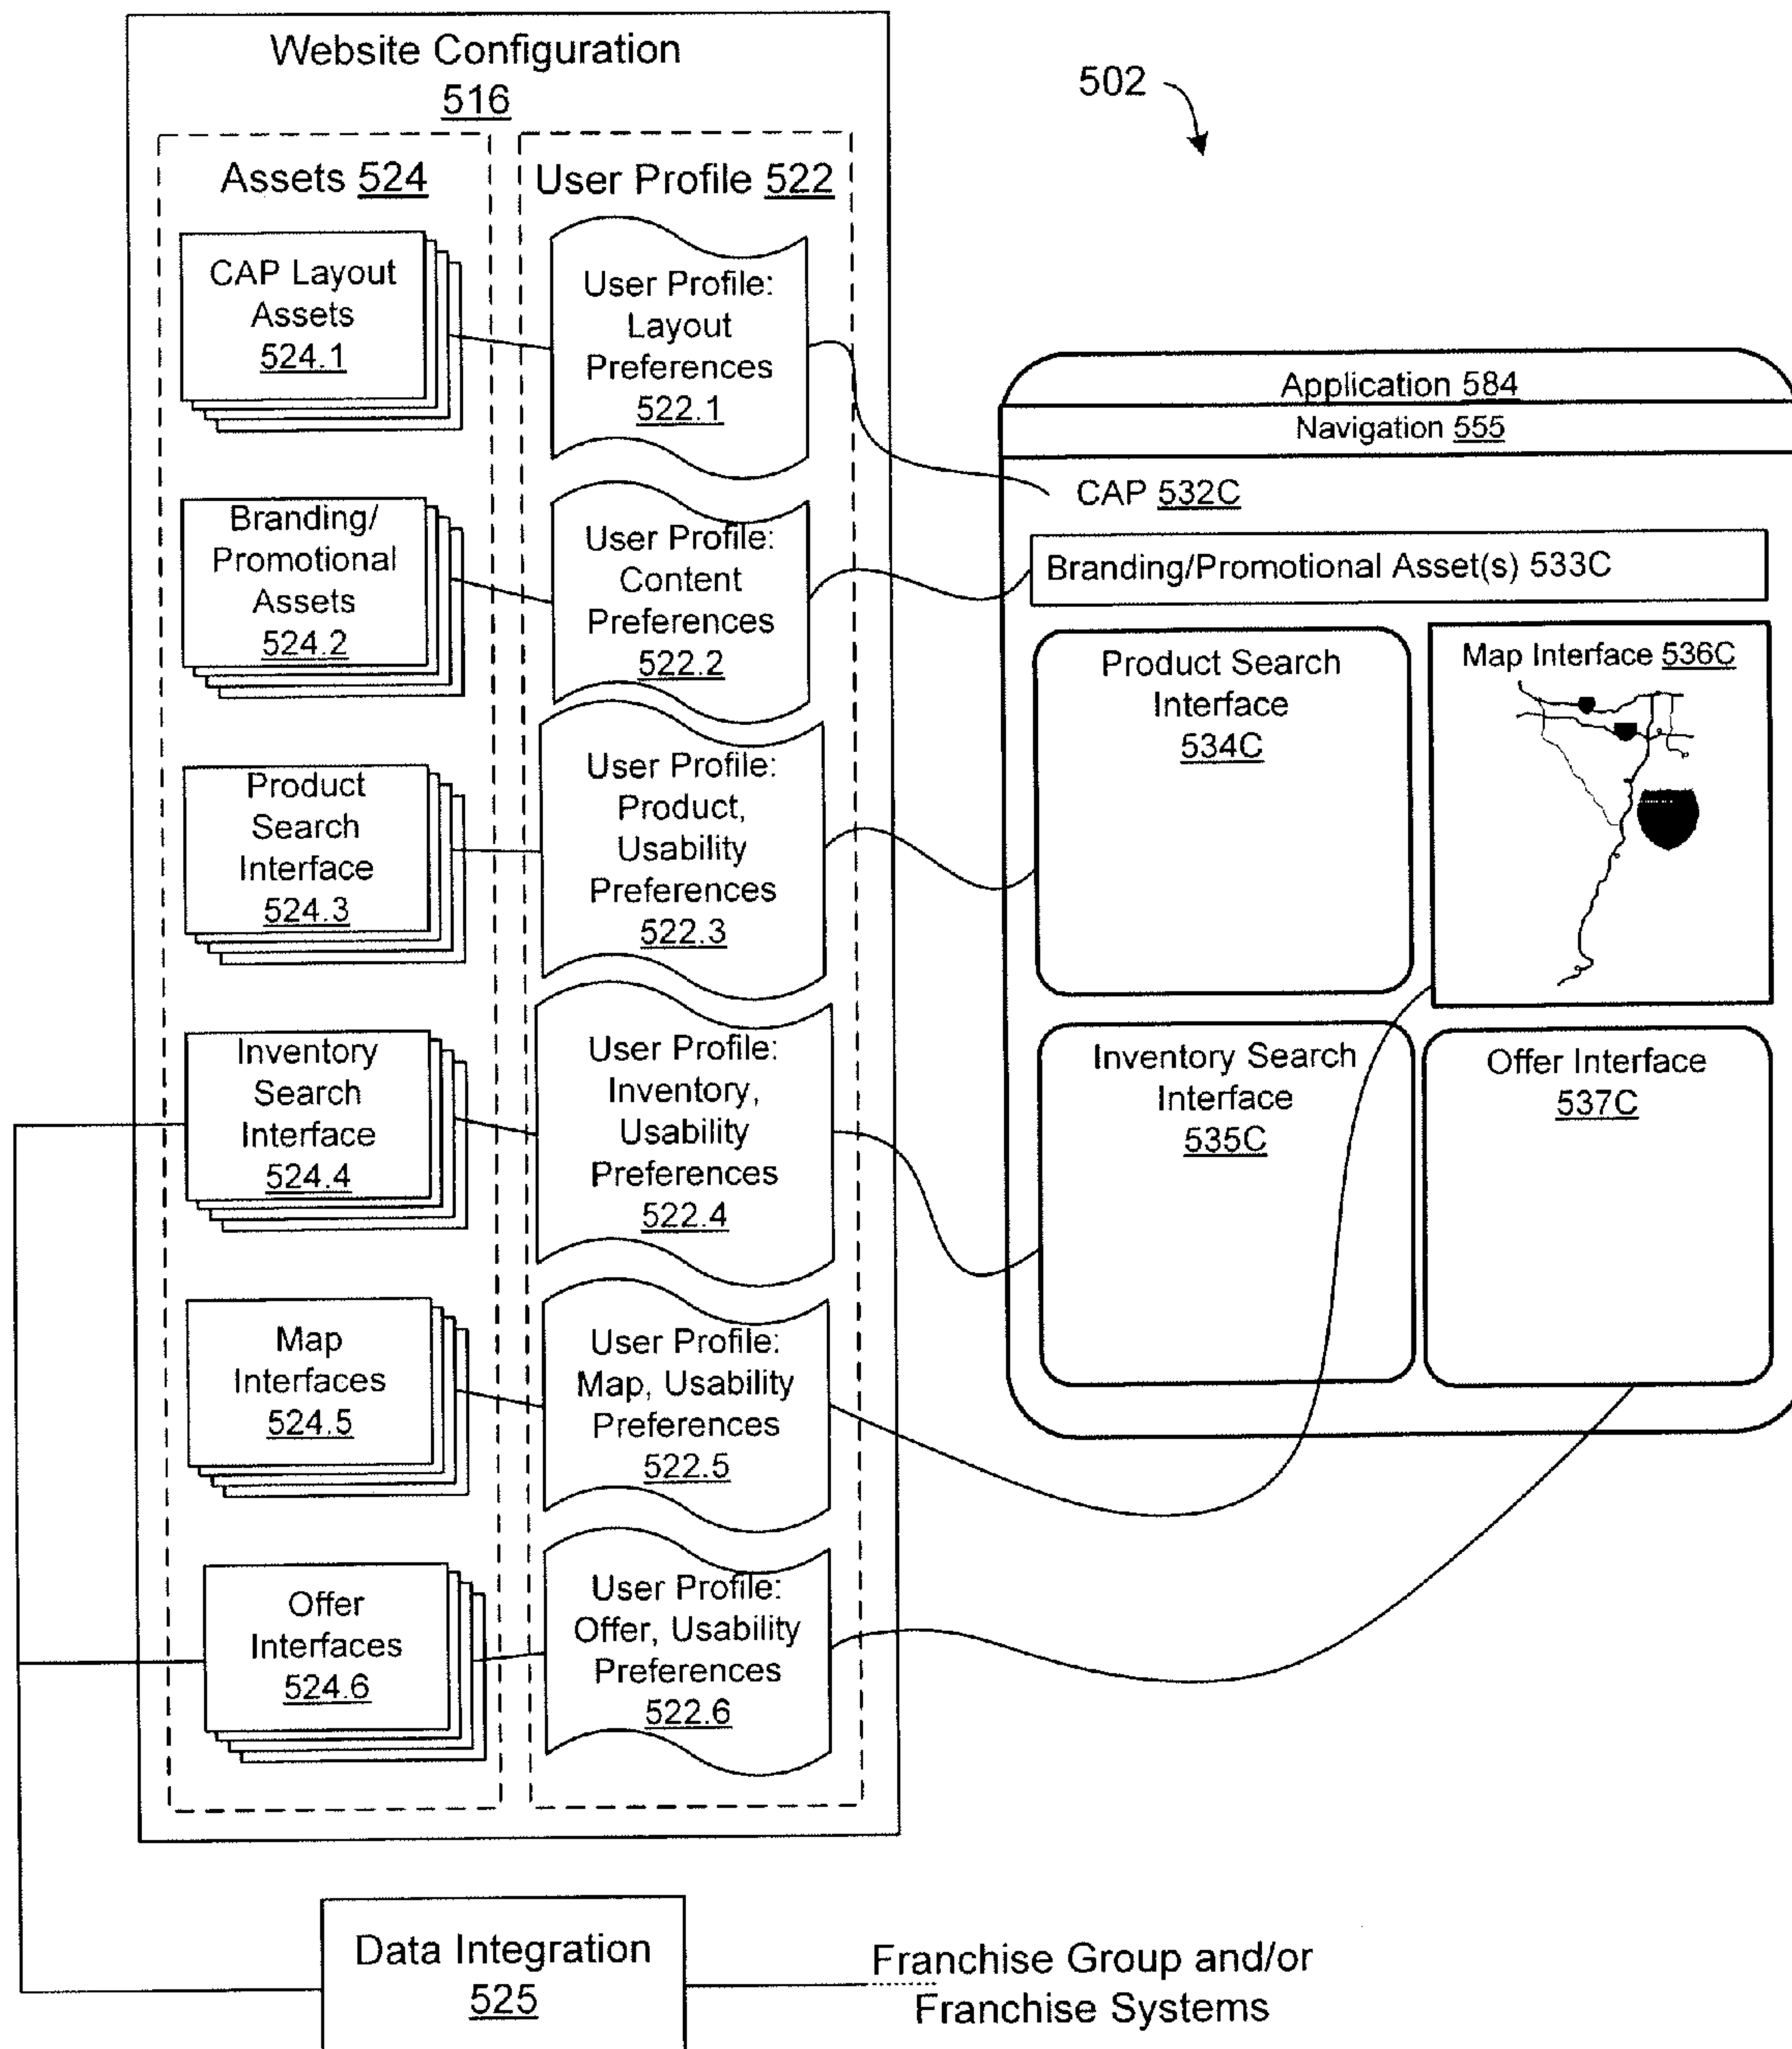 Website Configuration
516
502
Assets 524
User Profile 522
CAP Layout
Assets
524.1
User Profile:
Layout
Preferences
522.1
Branding/
Promotional
Assets
524.2
User Profile:
Content
Preferences
522.2
Product
Search
Interface
524.3
User Profile:
Product,
Usability
Preferences
522.3
Inventory
Search
Interface
524.4
User Profile:
Inventory,
Usability
Preferences
522.4
Map
Interfaces
524.5
User Profile:
Map, Usability
Preferences
522.5
Offer
Interfaces
524.6
User Profile:
Offer, Usability
Preferences
522.6
Application 584
Navigation 555
CAP 532C
Branding/Promotional Asset(s) 533C
Product Search
Interface
534C
Map Interface 536C
Inventory Search
Interface
535C
Offer Interface
537C
Data Integration
525
Franchise Group and/or
Franchise Systems